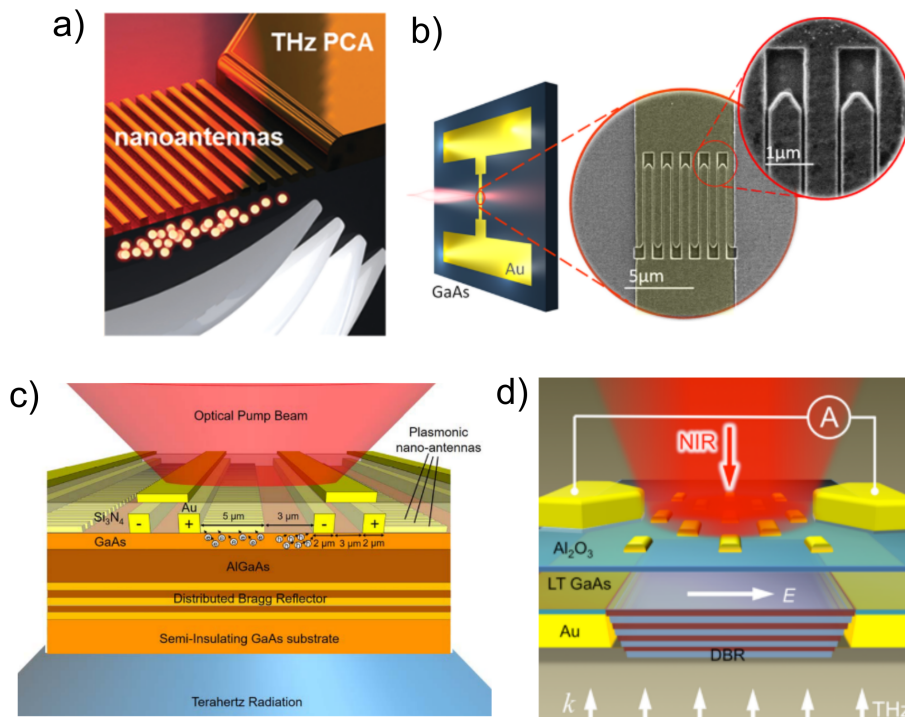 a)
THz PCA
nanoantennas
b)
Au
GaAs
5μm
1μm
c)
Optical Pump Beam
Plasmonic
nano-antennas
Au
Si₃N₄
5 μm
3 μm
-
+
-
+
GaAs
2 μm
3 μm
2 μm
AlGaAs
Distributed Bragg Reflector
Semi-Insulating GaAs substrate
Terahertz Radiation
d)
A
NIR
Al₂O₃
LT GaAs
E
Au
DBR
k
THz